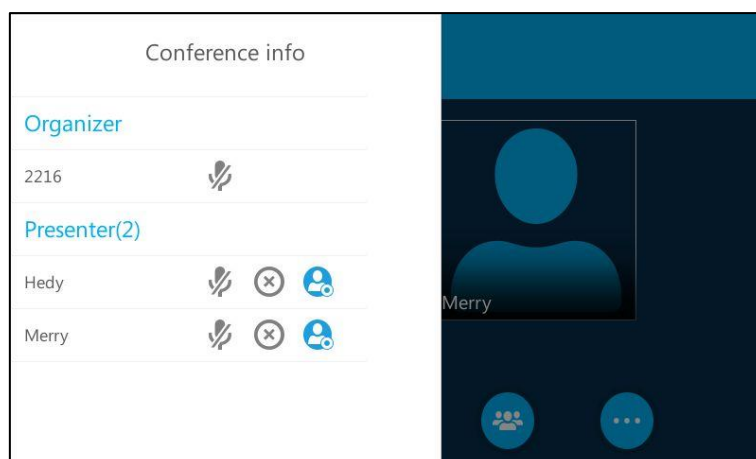 Conference info
Organizer
2216
Presenter(2)
Hedy
Merry
Merry